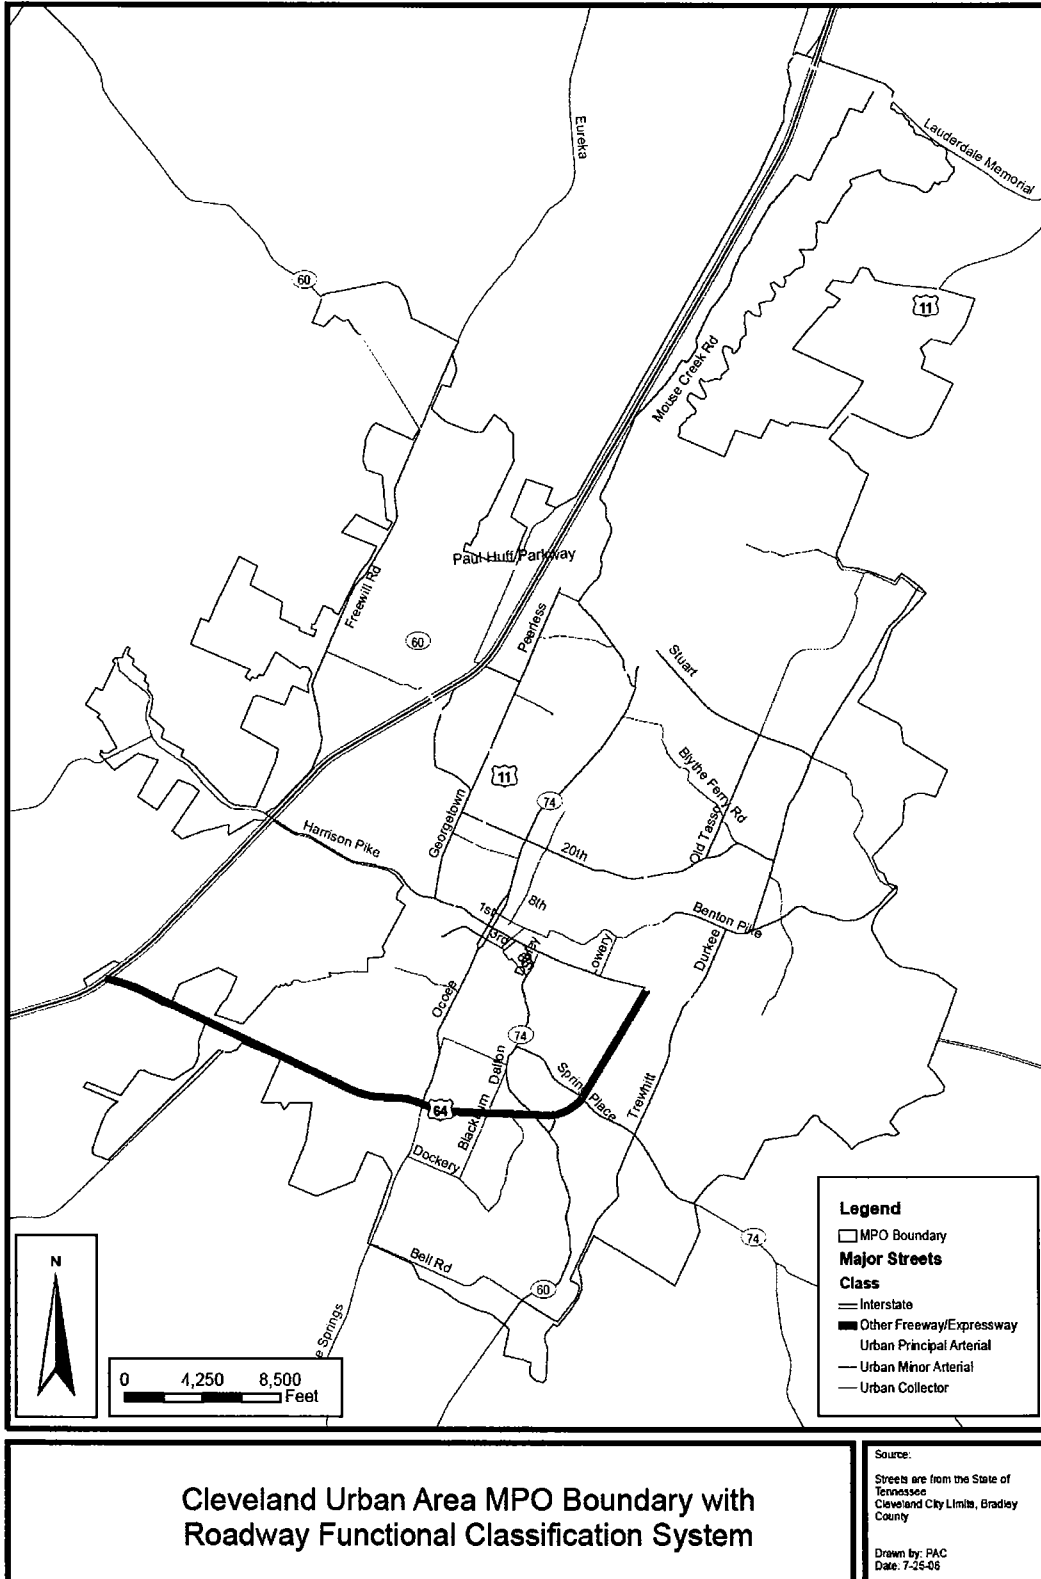 Eureka
Lauderdale Memorial
60
11
Mouse Creek Rd
Paul Huff Parkway
Freewill Rd
Peerless
60
Stuart
Blythe Ferry Rd
11
74
Old Tasso
Georgetown
Harrison Pike
20th
8th
1st
3rd
Benton Pike
Lowery
Durkee
Ocoee
74
Dalton
Spring Place
Trewhitt
64
Dockery
Bell Rd
60
74
e Springs
N
0 4,250 8,500
Feet
Legend
MPO Boundary
Major Streets
Class
Interstate
Other Freeway/Expressway
Urban Principal Arterial
Urban Minor Arterial
Urban Collector
Cleveland Urban Area MPO Boundary with
Roadway Functional Classification System
Source:
Streets are from the State of
Tennessee
Cleveland City Limits, Bradley
County
Drawn by: PAC
Date: 7-25-06